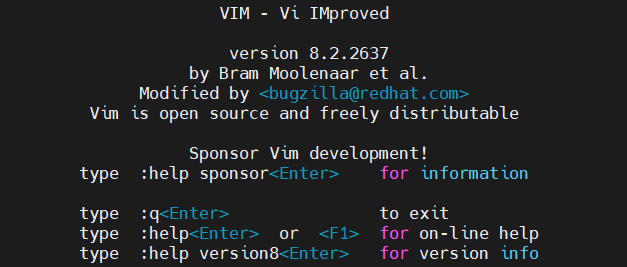 VIM - Vi IMproved
version 8.2.2637
by Bram Moolenaar et al.
Modified by <bugzilla@redhat.com>
Vim is open source and freely distributable
Sponsor Vim development!
type  :help sponsor<Enter>    for information
type  :q<Enter>               to exit
type  :help<Enter>  or  <F1>  for on-line help
type  :help version8<Enter>   for version info